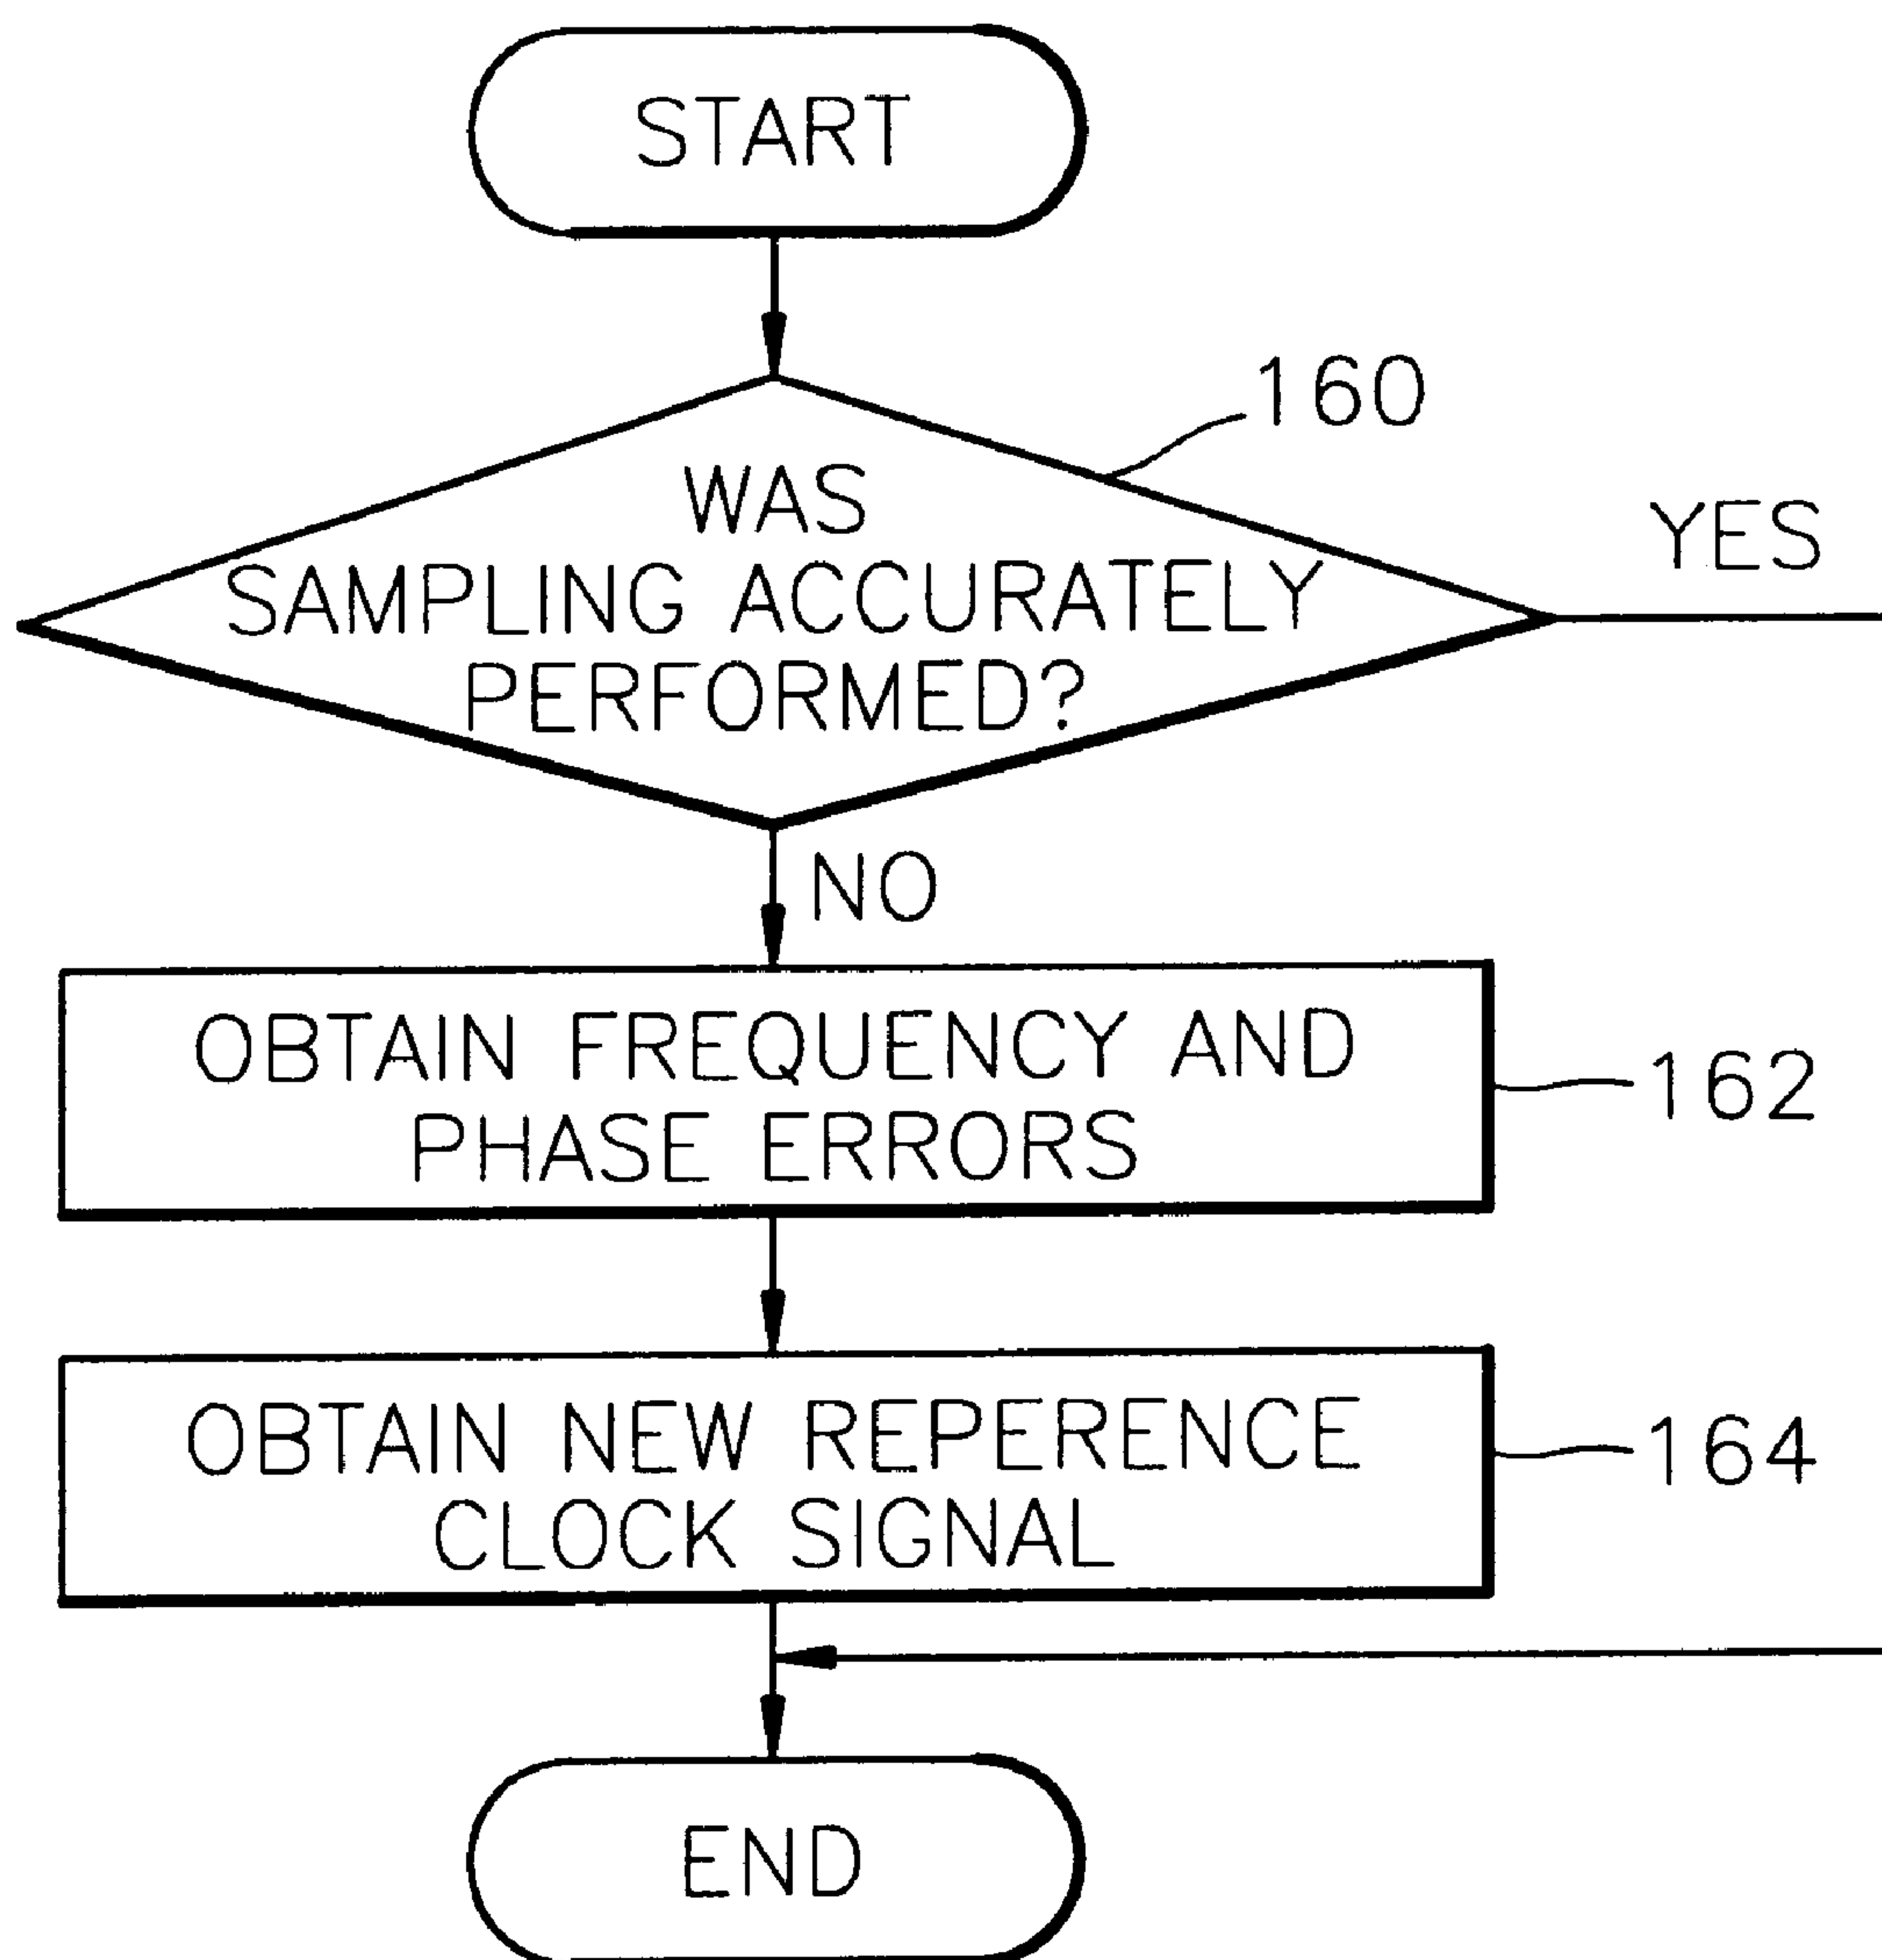 START
160
WAS
SAMPLING ACCURATELY
PERFORMED?
YES
NO
OBTAIN FREQUENCY AND
PHASE ERRORS
162
OBTAIN NEW REPERENCE
CLOCK SIGNAL
164
END